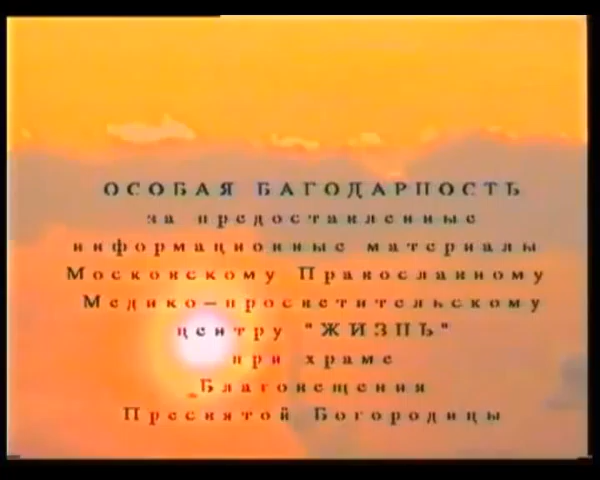 ОСОБАЯ БАГОДАРНОСТЬ
за предоставленные
информационные материалы
Московскому Православному
Медико-просветительскому
центру "ЖИЗНЬ"
при храме
Благовещения
Пресвятой Богородицы